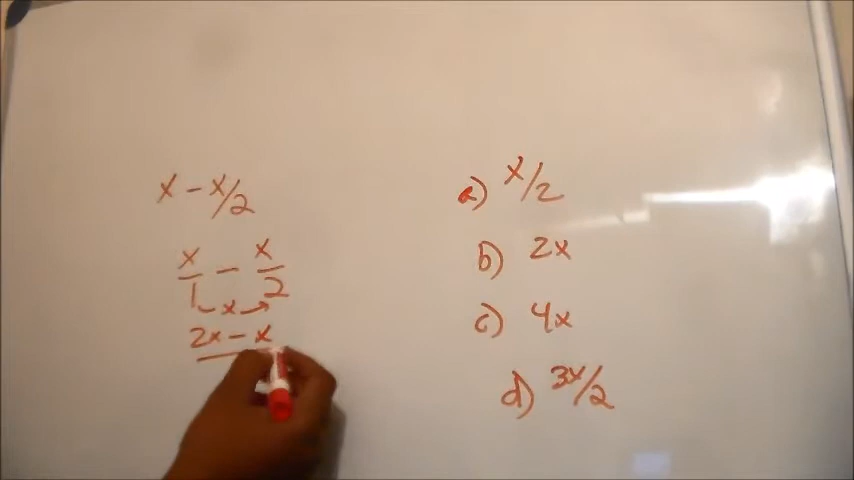 x - x/2
x/1 - x/2
x
2x - x
a) x/2
b) 2x
c) 4x
d) 3x/2